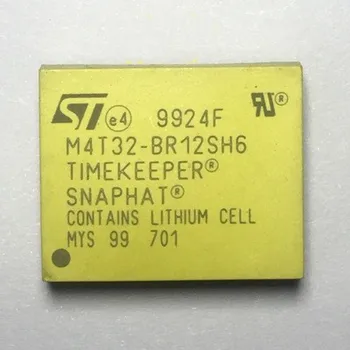 ST e4 9924F
M4T32-BR12SH6
TIMEKEEPER®
SNAPHAT®
CONTAINS LITHIUM CELL
MYS 99 701